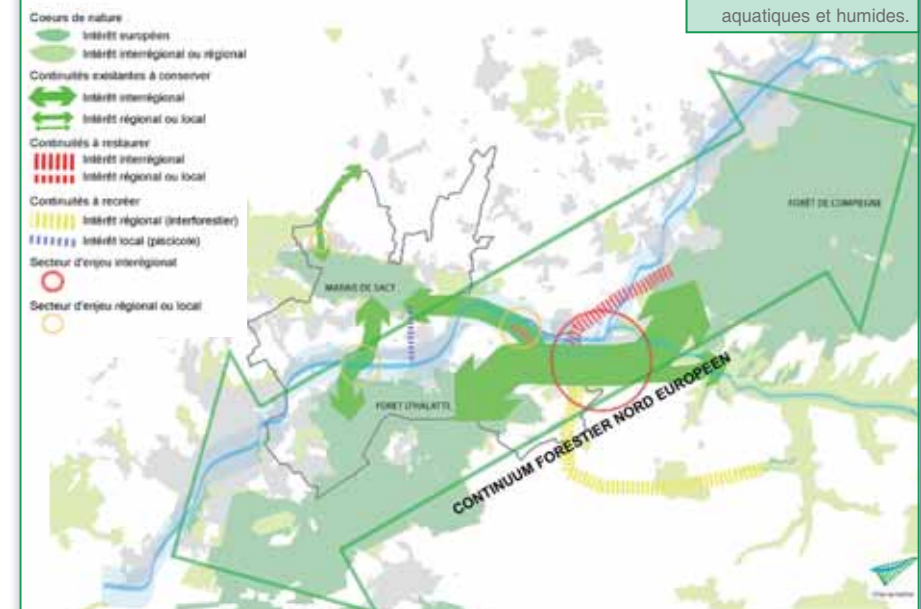 aquatiques et humides.
Coeurs de nature
Intérêt européen
Intérêt interrégional ou régional
Continuités existantes à conserver
Intérêt interrégional
Intérêt régional ou local
Continuités à restaurer
Intérêt interrégional
Intérêt régional ou local
Continuités à recréer
Intérêt régional (interforestier)
Intérêt local (piscicole)
Secteur d'enjeu interrégional
Secteur d'enjeu régional ou local
FORÊT DE COMPIEGNE
MARAIS DE SACY
FORET D'HALATTE
CONTINUUM FORESTIER NORD EUROPEEN